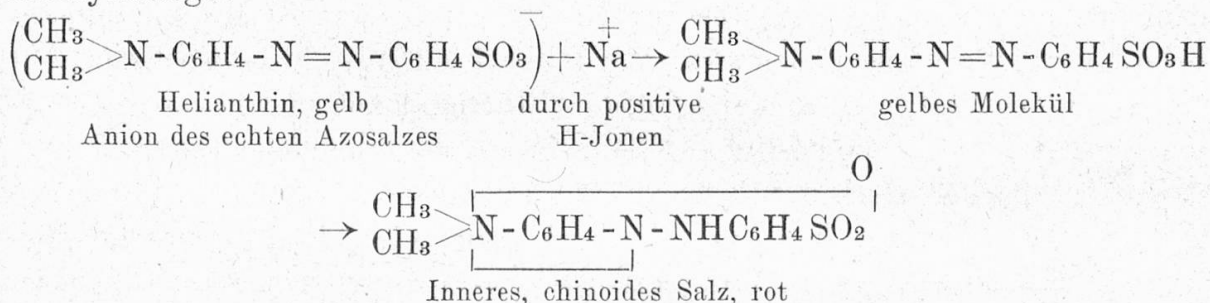 (CH₃ CH₃ >N-C₆H₄-N=N-C₆H₄SO₃)⁻ + Na⁺ → CH₃ CH₃ >N-C₆H₄-N=N-C₆H₄SO₃H
Helianthin, gelb durch positive gelbes Molekül
Anion des echten Azosalzes H-Jonen
O
→ CH₃ CH₃ >N-C₆H₄-N-NHC₆H₄SO₂
Inneres, chinoides Salz, rot